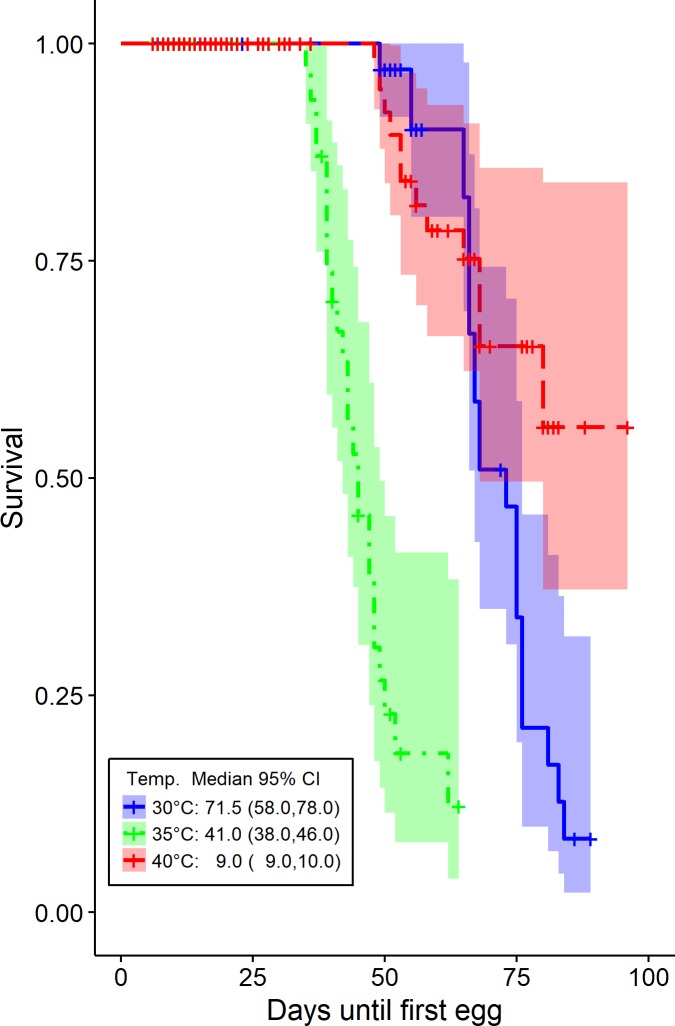 1.00
0.75
0.50
0.25
0.00
Survival
Temp. Median 95% CI
30°C: 71.5 (58.0,78.0)
35°C: 41.0 (38.0,46.0)
40°C: 9.0 ( 9.0,10.0)
0 25 50 75 100
Days until first egg